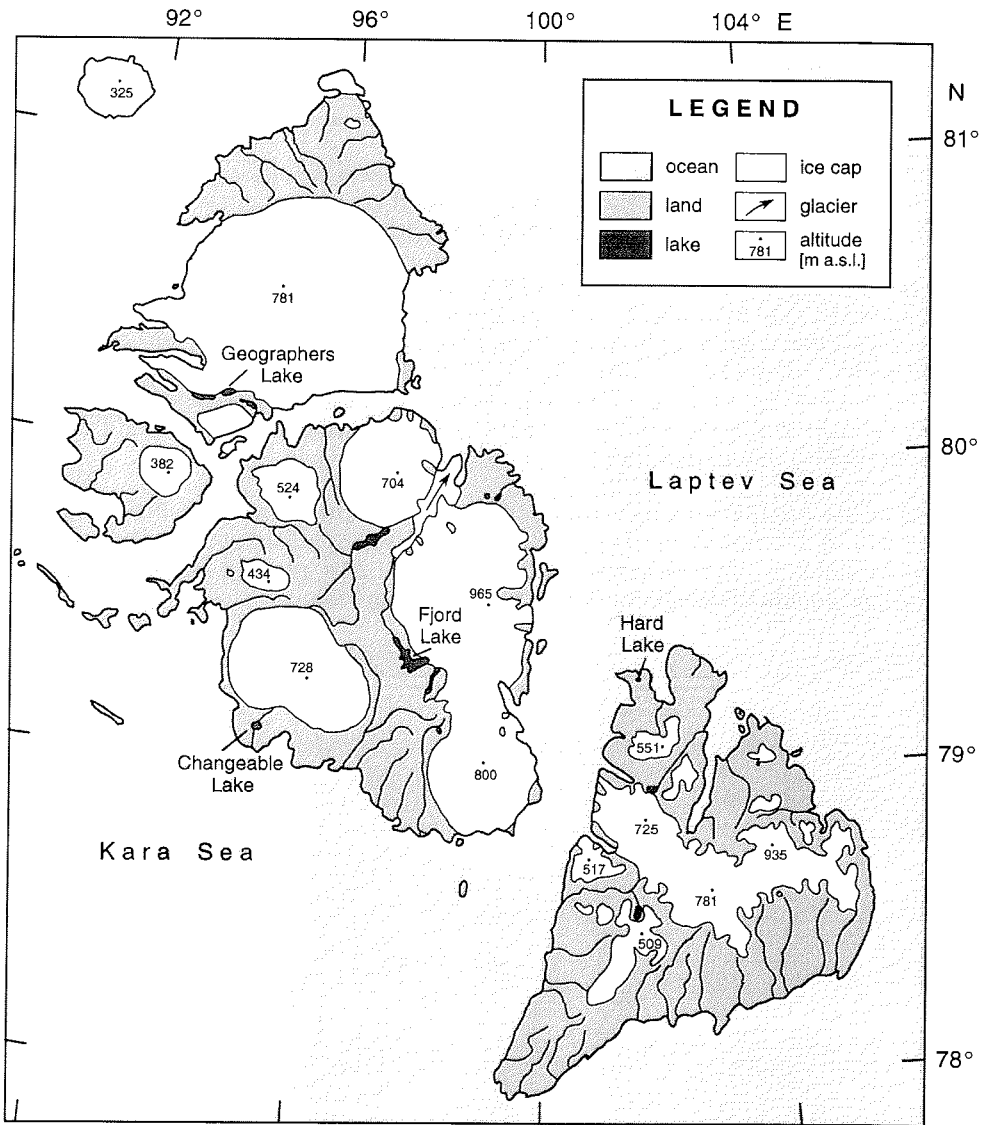 92° 96° 100° 104° E
325
N
LEGEND
81°
ocean ice cap
land glacier
lake altitude
781 [m a.s.l.]
781
Geographers
Lake
80°
382
524
704
Laptev Sea
434
965
Fjord
Lake
Hard
Lake
728
551
79°
Changeable
Lake
800
725
Kara Sea
935
517
781
509
78°